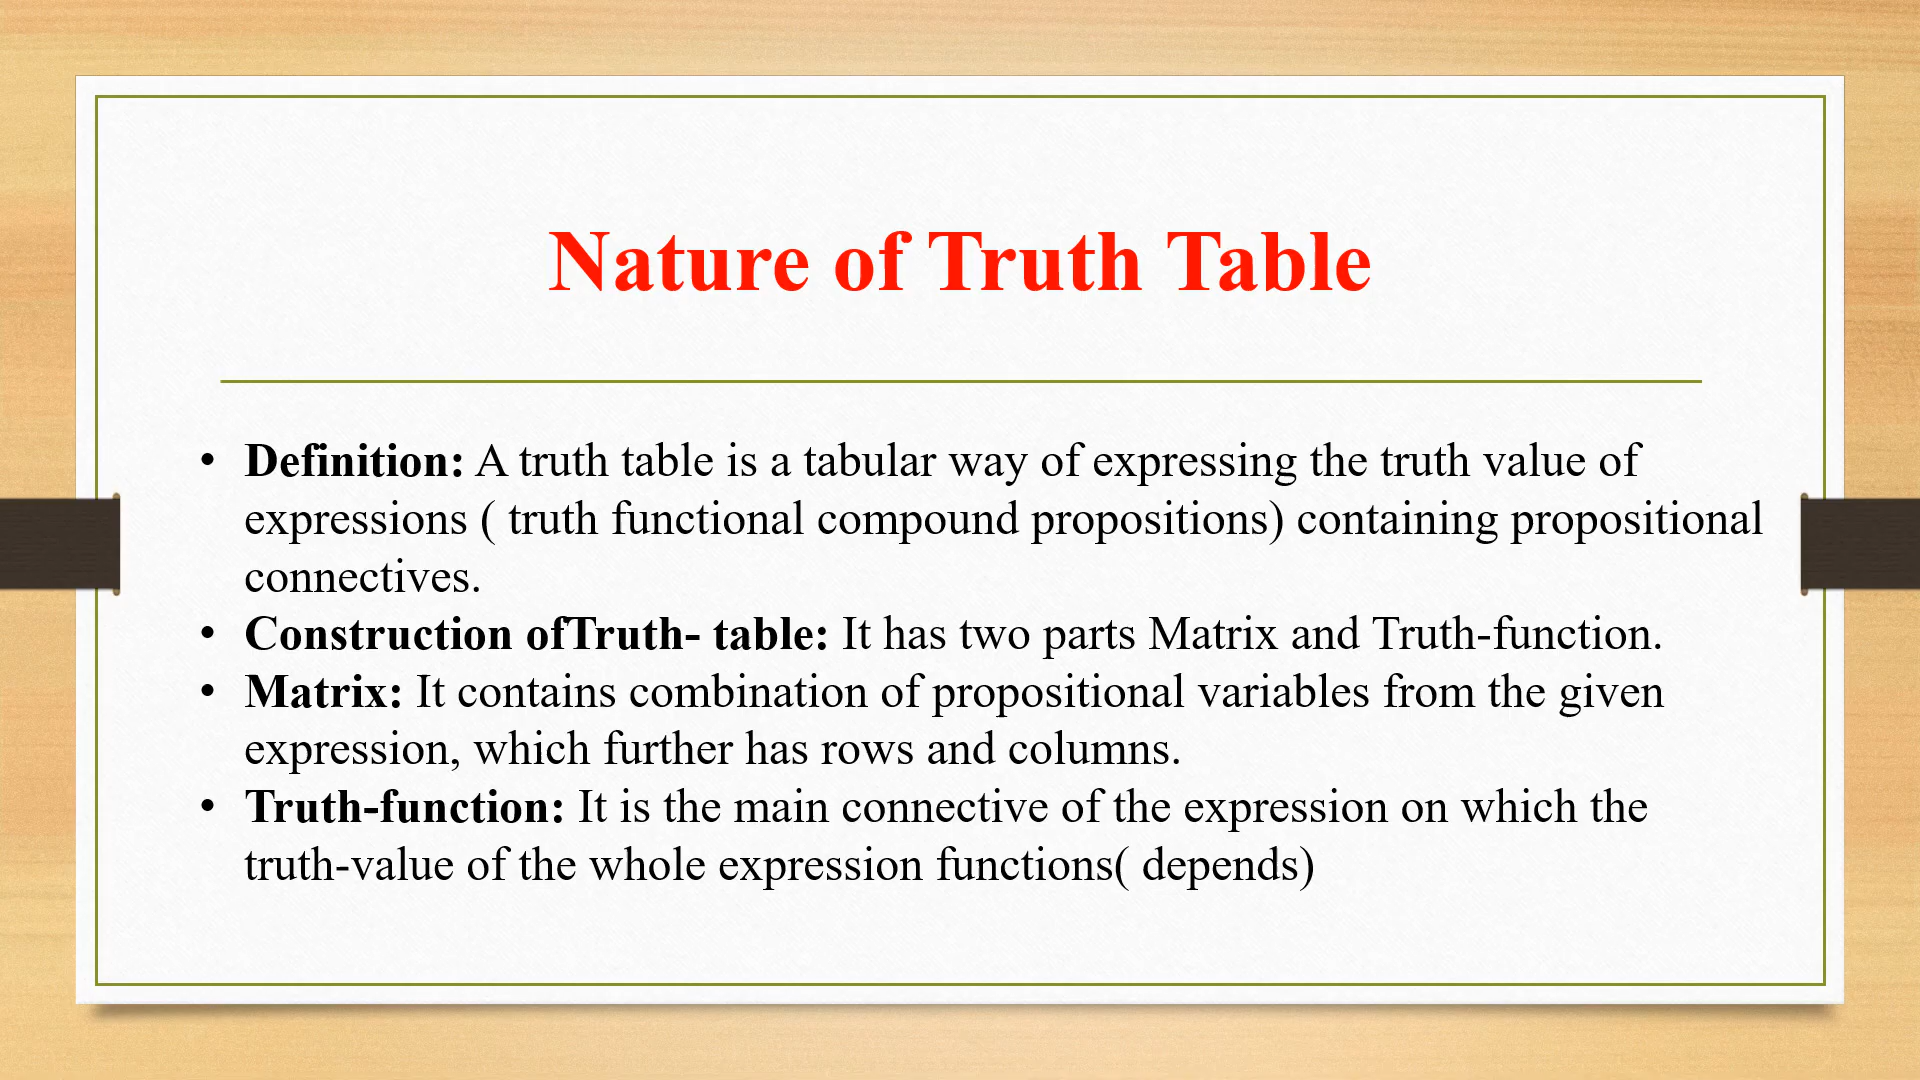 Nature of Truth Table
• Definition: A truth table is a tabular way of expressing the truth value of
expressions ( truth functional compound propositions) containing propositional
connectives.
• Construction ofTruth- table: It has two parts Matrix and Truth-function.
• Matrix: It contains combination of propositional variables from the given
expression, which further has rows and columns.
• Truth-function: It is the main connective of the expression on which the
truth-value of the whole expression functions( depends)